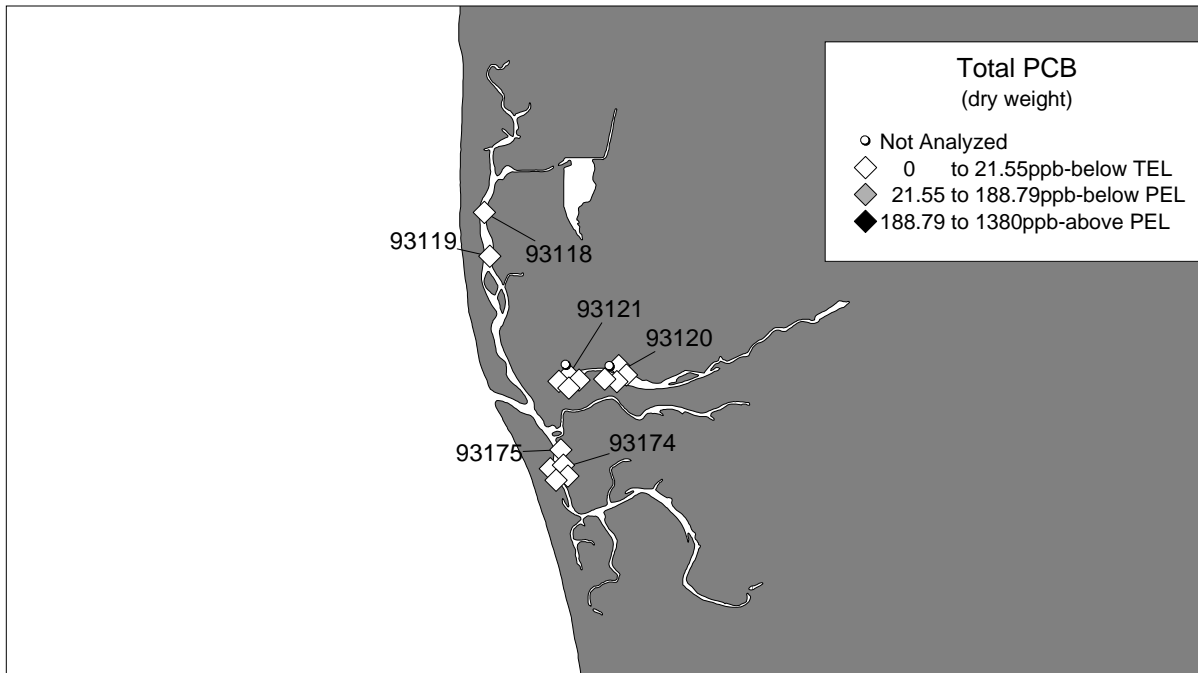 Total PCB
(dry weight)
Not Analyzed
0 to 21.55ppb-below TEL
21.55 to 188.79ppb-below PEL
188.79 to 1380ppb-above PEL
93119
93118
93121
93120
93175
93174